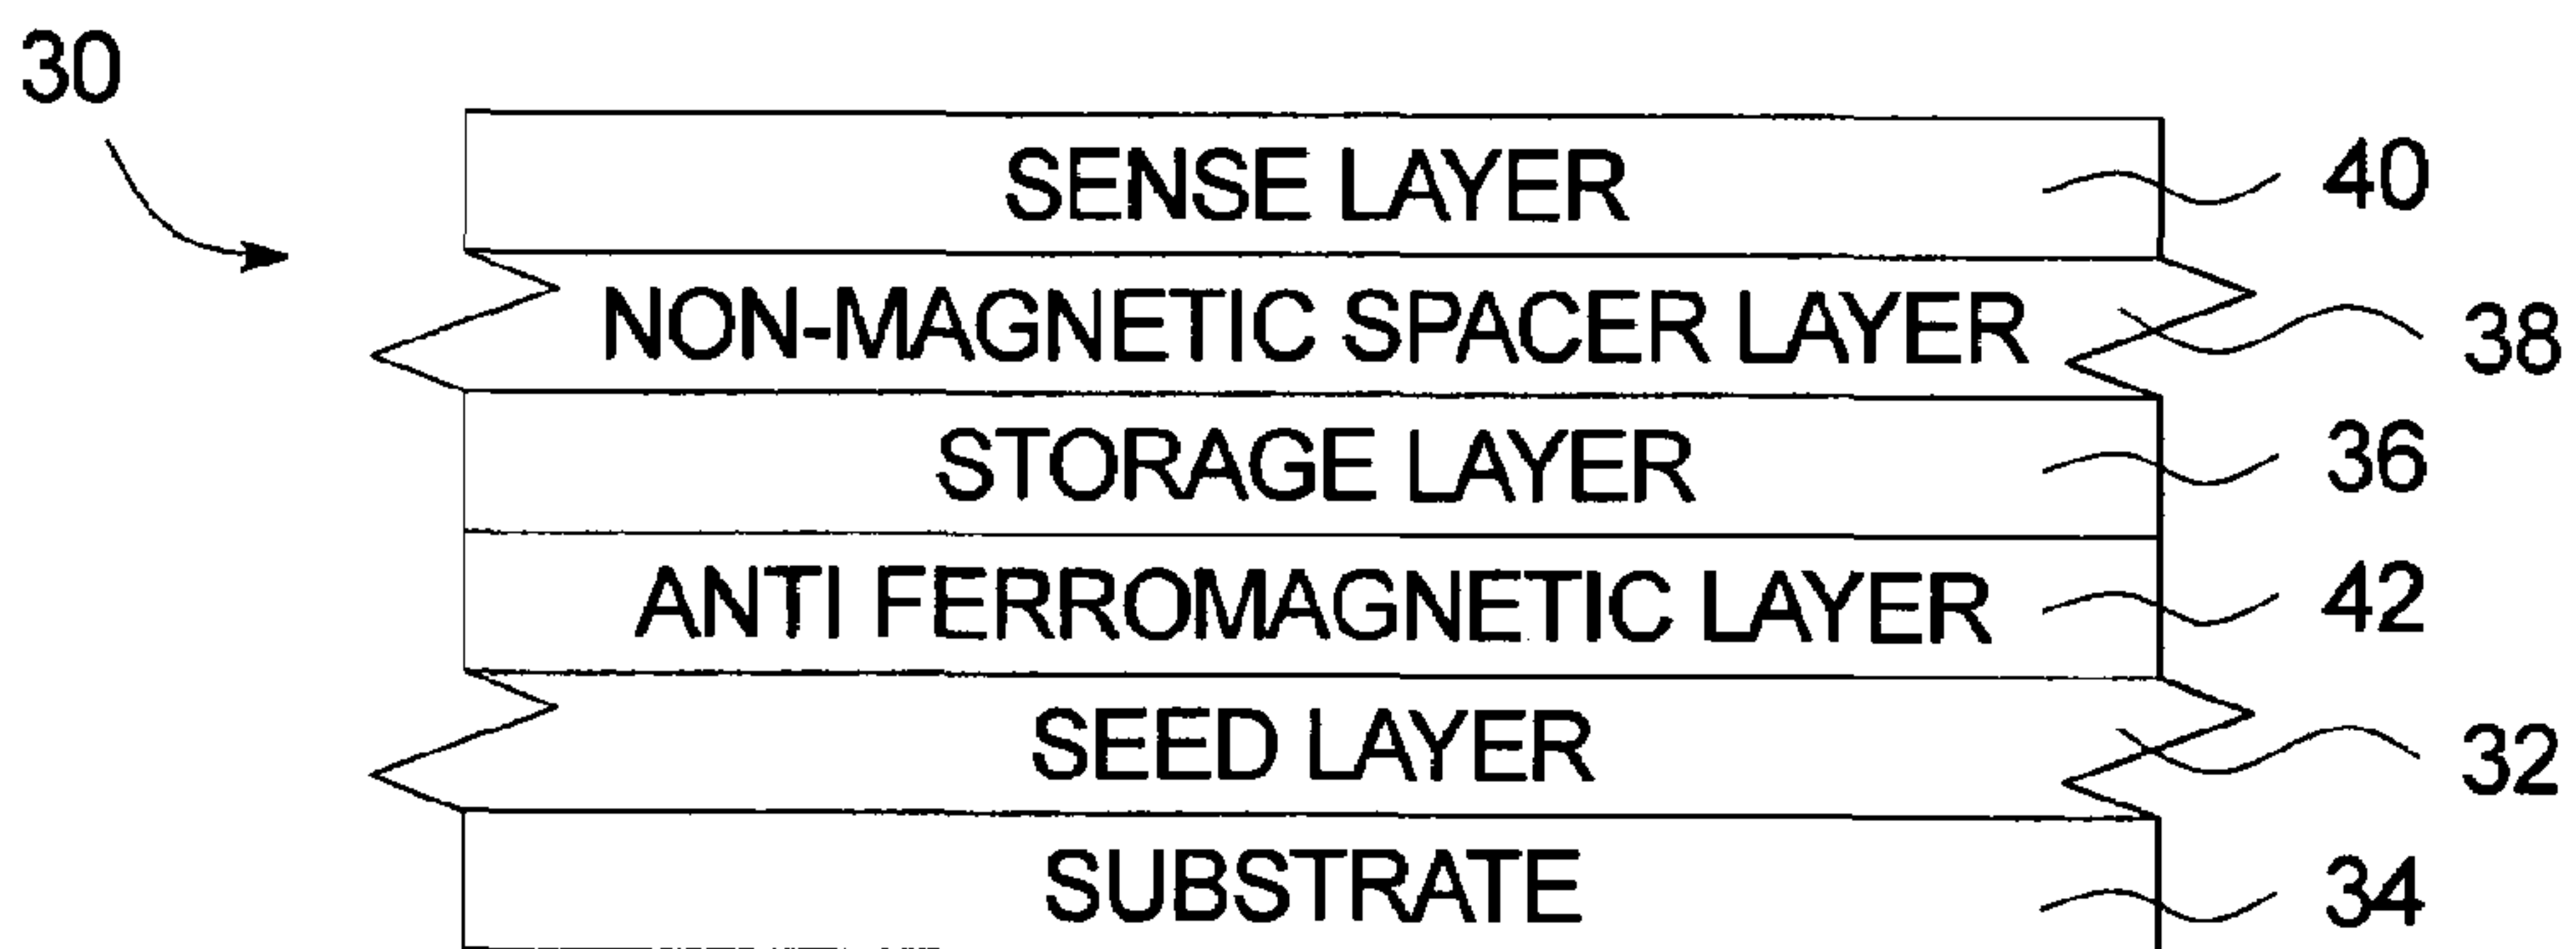 30
SENSE LAYER 40
NON-MAGNETIC SPACER LAYER 38
STORAGE LAYER 36
ANTI FERROMAGNETIC LAYER 42
SEED LAYER 32
SUBSTRATE 34